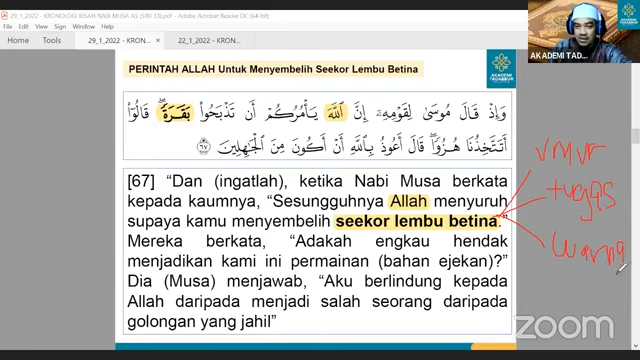 29_1_2022 - KRONOLOGI KISAH NABI MUSA AS (SIRI 33).pdf - Adobe Acrobat Reader DC (64-bit)
File Edit View Sign Window Help
Home Tools 29_1_2022 - KRONO... × 22_1_2022 - KRONO...
PERINTAH ALLAH Untuk Menyembelih Seekor Lembu Betina
AKADEMI TADABBUR
AKADEMI TAD...
وَإِذْ قَالَ مُوسَىٰ لِقَوْمِهِۦٓ إِنَّ ٱللَّهَ يَأْمُرُكُمْ أَن تَذْبَحُوا۟ بَقَرَةً ۖ قَالُوٓا۟
أَتَتَّخِذُنَا هُزُوًا ۖ قَالَ أَعُوذُ بِٱللَّهِ أَنْ أَكُونَ مِنَ ٱلْجَـٰهِلِينَ ٦٧
[67] “Dan (ingatlah), ketika Nabi Musa berkata
kepada kaumnya, “Sesungguhnya Allah menyuruh
supaya kamu menyembelih seekor lembu betina.”
Mereka berkata, “Adakah engkau hendak
menjadikan kami ini permainan (bahan ejekan)?”
Dia (Musa) menjawab, “Aku berlindung kepada
Allah daripada menjadi salah seorang daripada
golongan yang jahil”
umur
tugas
warna
zoom